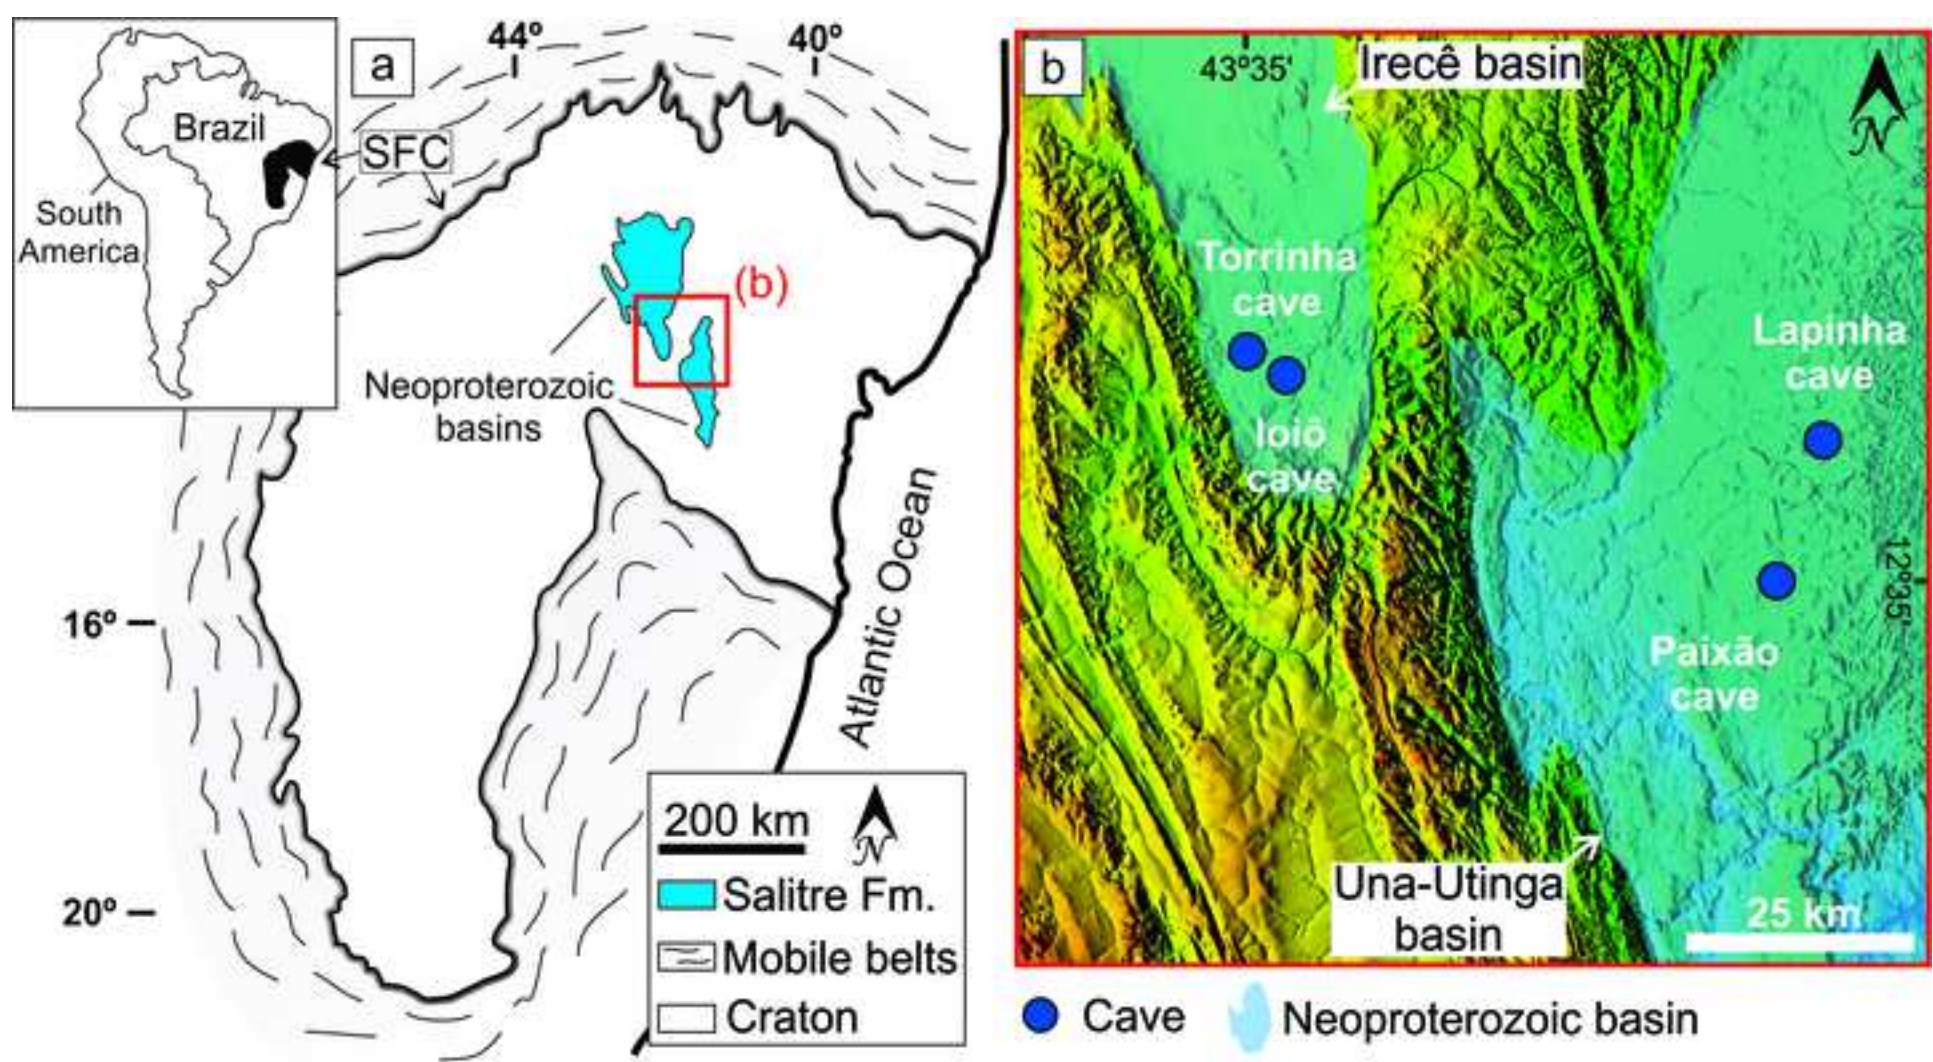 44º
40º
a
Brazil
SFC
South
America
(b)
Neoproterozoic
basins
16º
20º
Atlantic Ocean
200 km
N
Salitre Fm.
Mobile belts
Craton
b
43º35'
Irecê basin
N
Torrinha
cave
Lapinha
cave
Ioiô
cave
12º35'
Paixão
cave
Una-Utinga
basin
25 km
Cave
Neoproterozoic basin